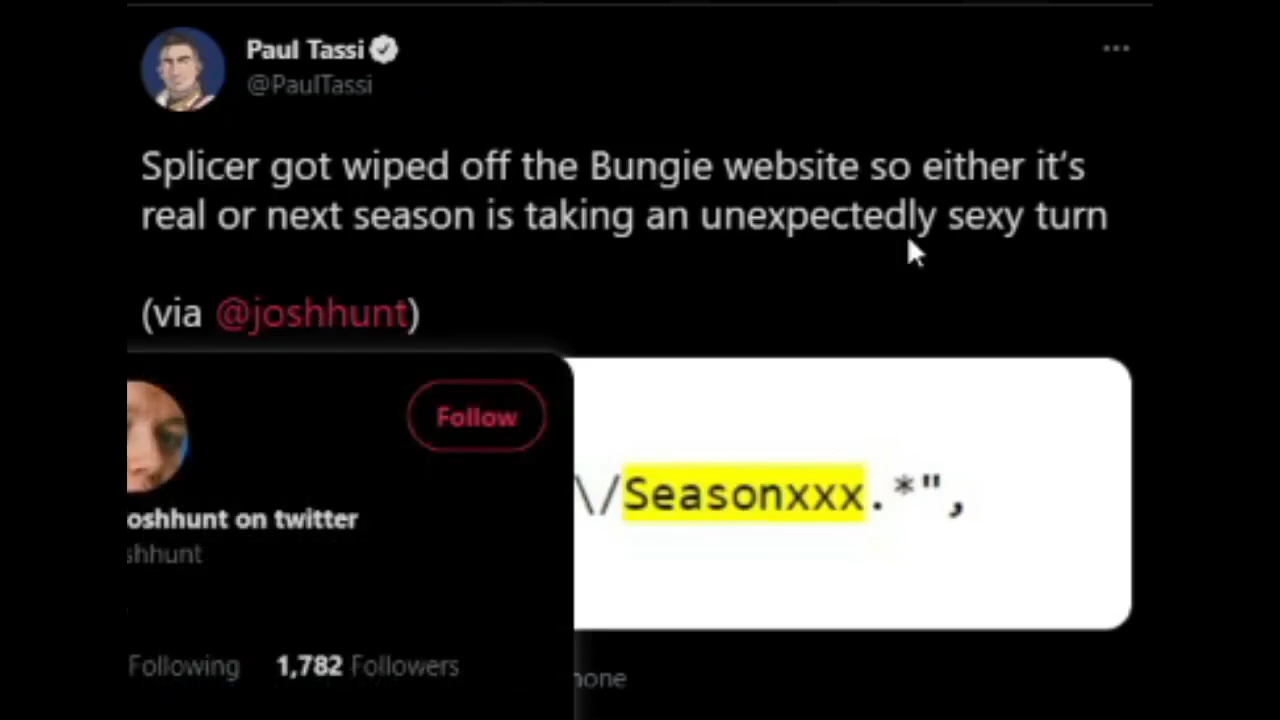 Paul Tassi
@PaulTassi
Splicer got wiped off the Bungie website so either it's
real or next season is taking an unexpectedly sexy turn
(via @joshhunt)
Follow
\/Seasonxxx.*",
oshhunt on twitter
shhunt
Following 1,782 Followers
hone